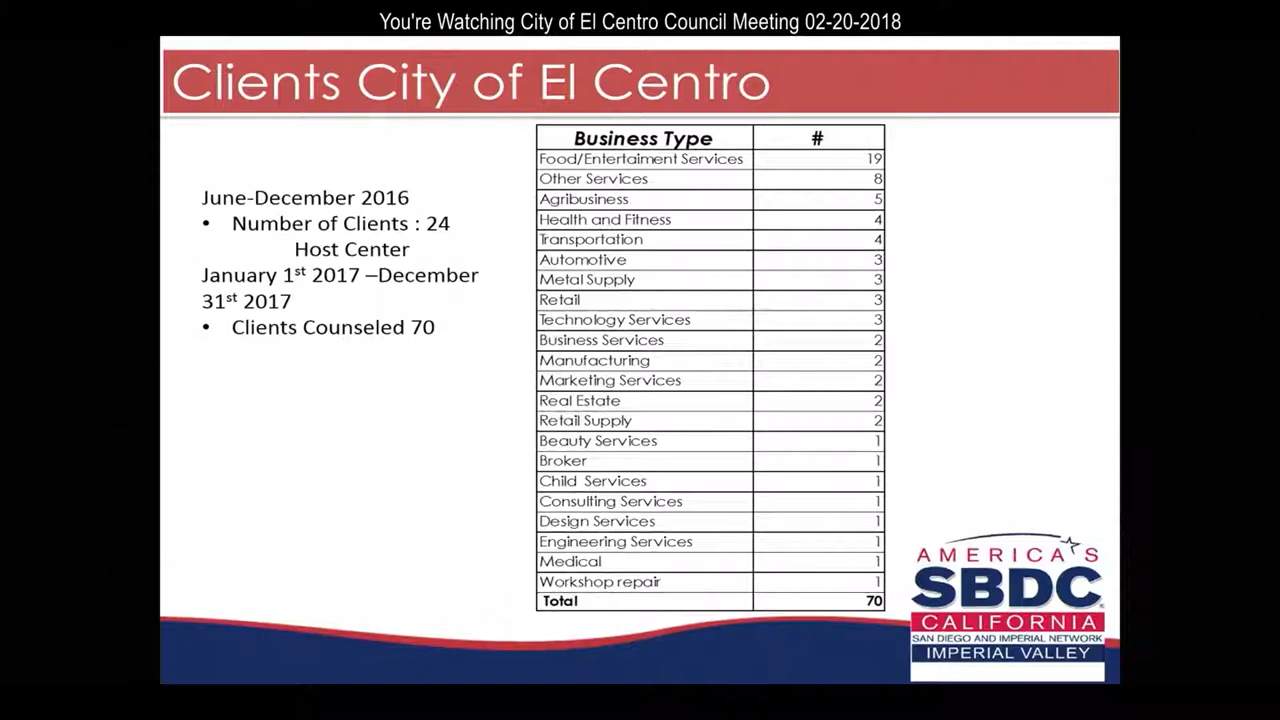 You're Watching City of El Centro Council Meeting 02-20-2018
Clients City of El Centro
June-December 2016
• Number of Clients : 24
Host Center
January 1st 2017 –December
31st 2017
• Clients Counseled 70
Business Type #
Food/Entertaiment Services 19
Other Services 8
Agribusiness 5
Health and Fitness 4
Transportation 4
Automotive 3
Metal Supply 3
Retail 3
Technology Services 3
Business Services 2
Manufacturing 2
Marketing Services 2
Real Estate 2
Retail Supply 2
Beauty Services 1
Broker 1
Child Services 1
Consulting Services 1
Design Services 1
Engineering Services 1
Medical 1
Workshop repair 1
Total 70
AMERICA'S
SBDC
CALIFORNIA
SAN DIEGO AND IMPERIAL NETWORK
IMPERIAL VALLEY